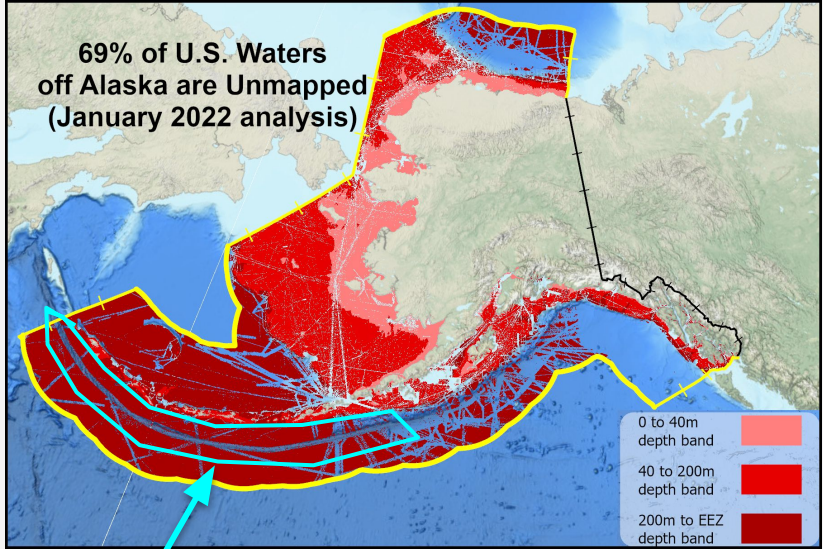 69% of U.S. Waters
off Alaska are Unmapped
(January 2022 analysis)
0 to 40m
depth band
40 to 200m
depth band
200m to EEZ
depth band